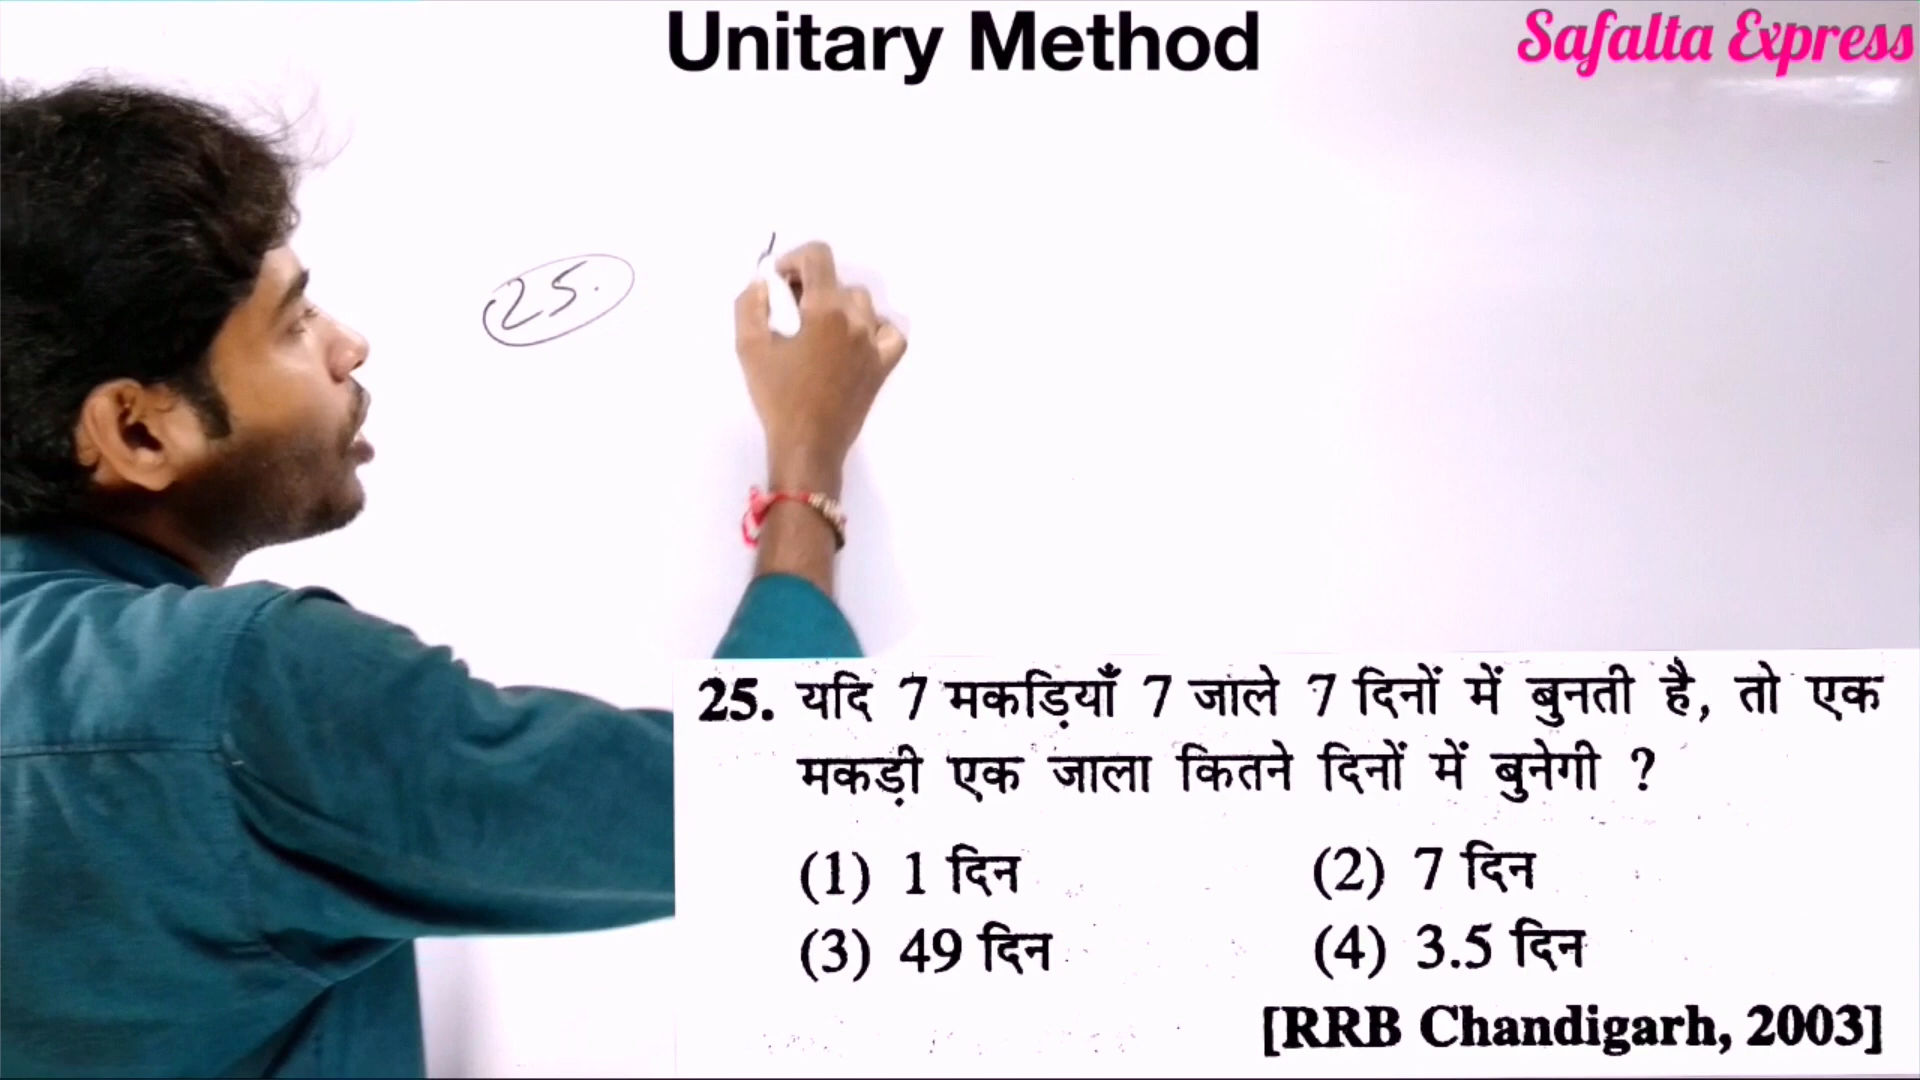 Unitary Method
Safalta Express
25.
25. यदि 7 मकड़ियाँ 7 जाले 7 दिनों में बुनती है, तो एक
मकड़ी एक जाला कितने दिनों में बुनेगी ?
(1) 1 दिन (2) 7 दिन
(3) 49 दिन (4) 3.5 दिन
[RRB Chandigarh, 2003]